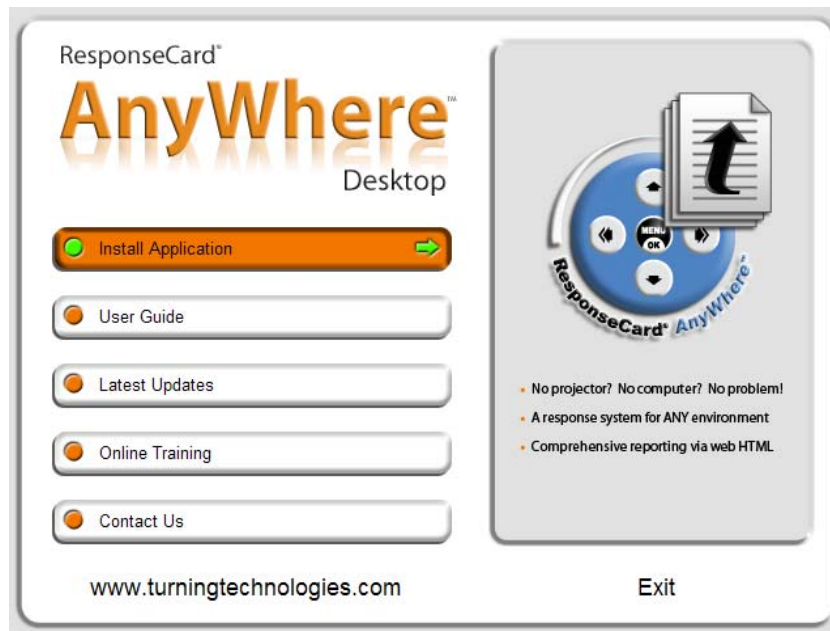 ResponseCard®
AnyWhere™
Desktop
Install Application
User Guide
Latest Updates
Online Training
Contact Us
www.turningtechnologies.com
t
MENU
OK
ResponseCard® AnyWhere™
• No projector? No computer? No problem!
• A response system for ANY environment
• Comprehensive reporting via web HTML
Exit